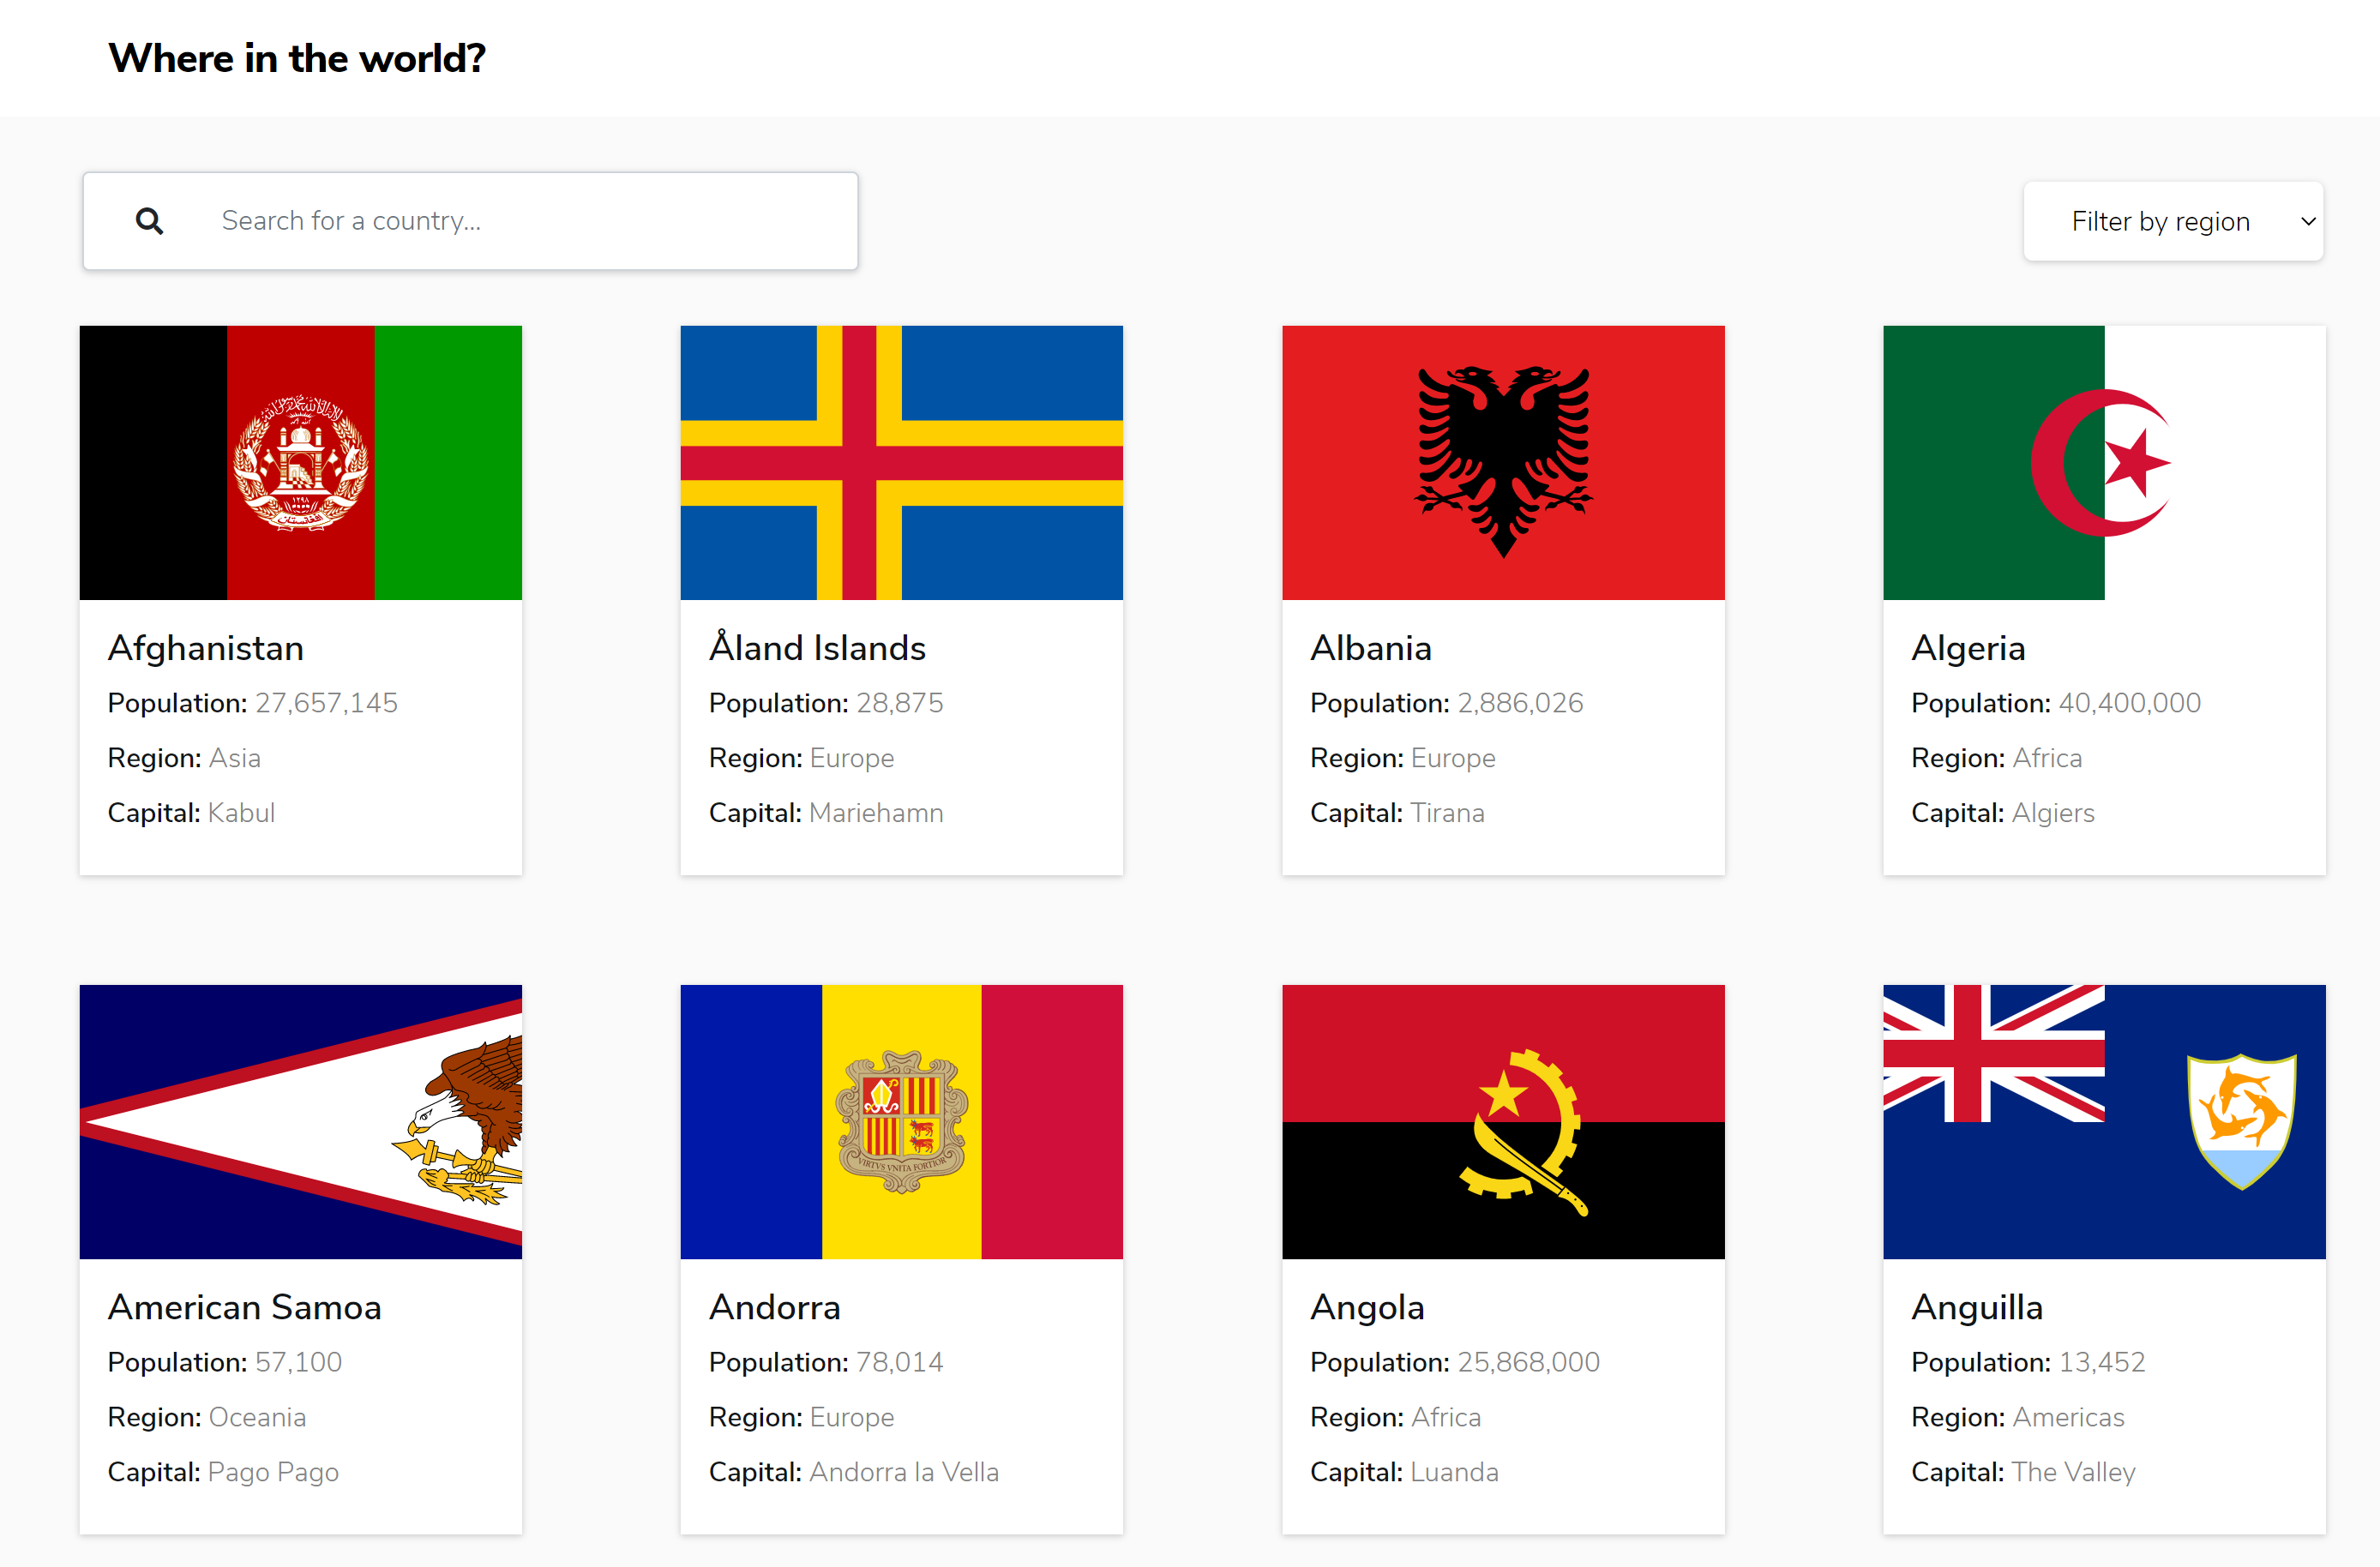 Where in the world?
Search for a country...
Filter by region
Afghanistan
Population: 27,657,145
Region: Asia
Capital: Kabul
Åland Islands
Population: 28,875
Region: Europe
Capital: Mariehamn
Albania
Population: 2,886,026
Region: Europe
Capital: Tirana
Algeria
Population: 40,400,000
Region: Africa
Capital: Algiers
American Samoa
Population: 57,100
Region: Oceania
Capital: Pago Pago
VIRTVS VNITA FORTIOR
Andorra
Population: 78,014
Region: Europe
Capital: Andorra la Vella
Angola
Population: 25,868,000
Region: Africa
Capital: Luanda
Anguilla
Population: 13,452
Region: Americas
Capital: The Valley